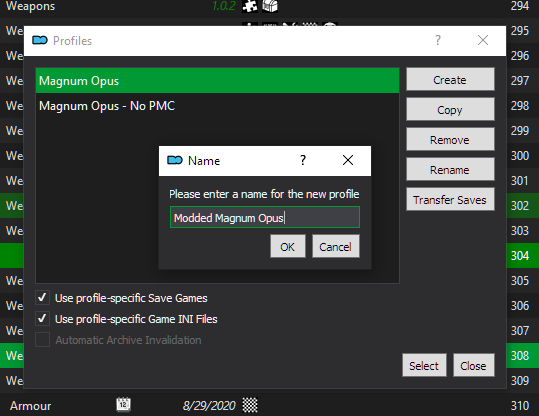 Weapons 1.0.2 294
We 295
Profiles ? 
We 296
We Magnum Opus Create 297
We Magnum Opus - No PMC Copy 298
We Remove 299
We Name ? 300
We Please enter a name for the new profile Rename 301
We Modded Magnum Opus Transfer Saves 302
We 303
OK Cancel 304
We 305
We Use profile-specific Save Games 306
We Use profile-specific Game INI Files 307
We Automatic Archive Invalidation 308
We Select Close 309
Armour 8/29/2020 310